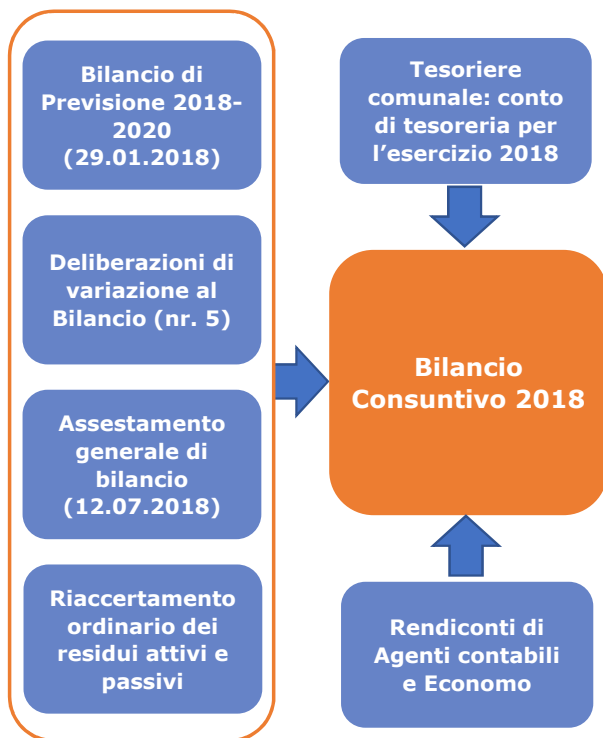 Bilancio di
Previsione 2018-
2020
(29.01.2018)
Deliberazioni di
variazione al
Bilancio (nr. 5)
Assestamento
generale di
bilancio
(12.07.2018)
Riaccertamento
ordinario dei
residui attivi e
passivi
Tesoriere
comunale: conto
di tesoreria per
l’esercizio 2018
Bilancio
Consuntivo 2018
Rendiconti di
Agenti contabili
e Economo